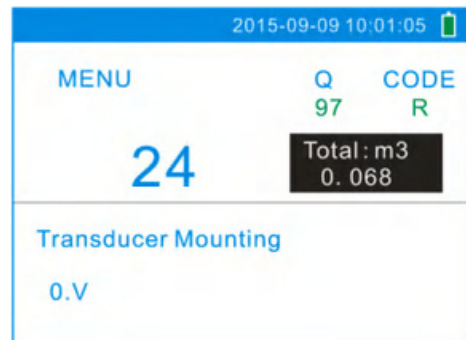 2015-09-09 10:01:05
MENU Q CODE
97 R
24
Total:m3
0.068
Transducer Mounting
0.V